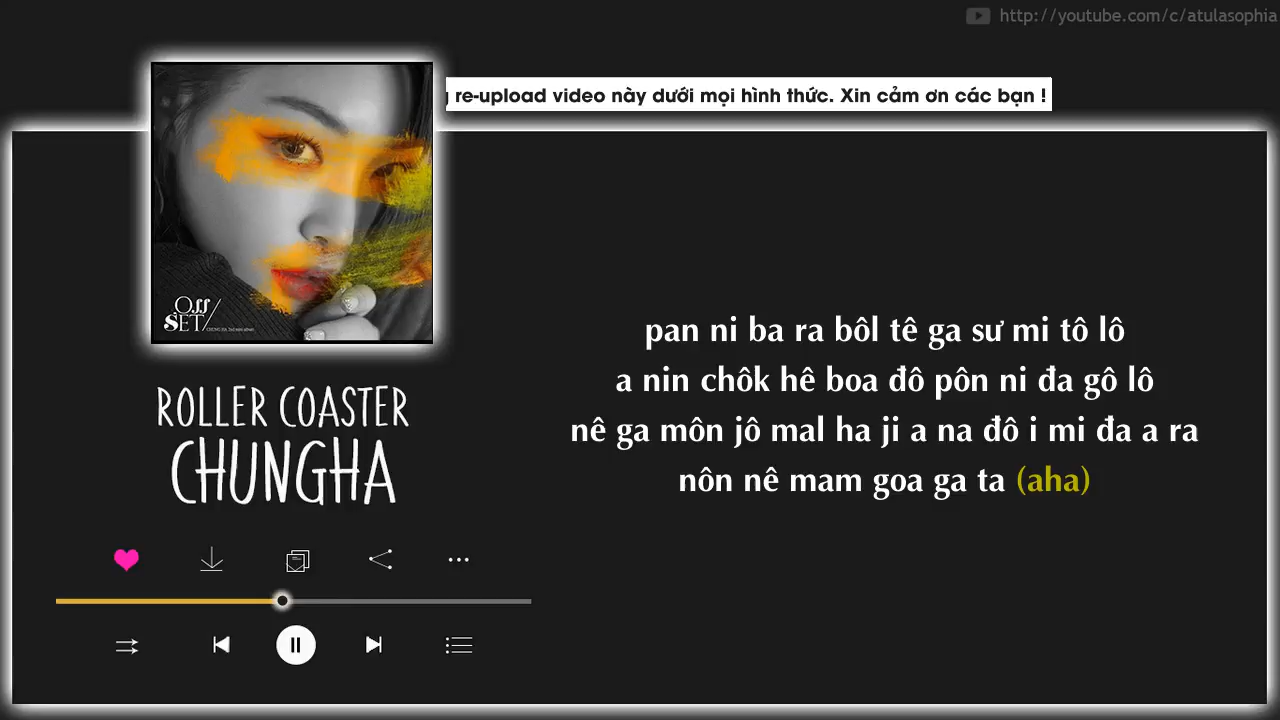 http://youtube.com/c/atulasophia
re-upload video này dưới mọi hình thức. Xin cảm ơn các bạn !
OFF
SET/
ROLLER COASTER
CHUNGHA
pan ni ba ra bôl tê ga sư mi tô lô
a nin chôk hê boa đô pôn ni đa gô lô
nê ga môn jô mal ha ji a na đô i mi đa a ra
nôn nê mam goa ga ta (aha)